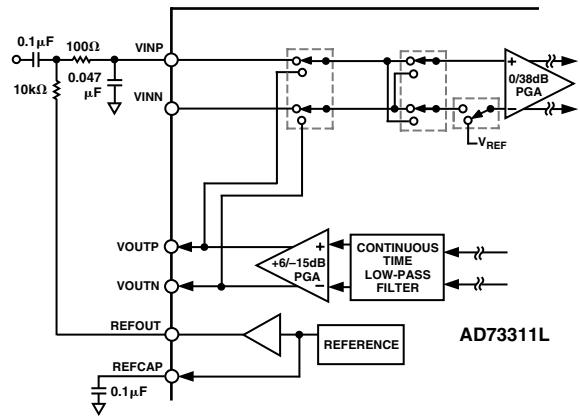 0.1μF
100Ω
VINP
0.047
μF
10kΩ
VINN
+
0/38dB
PGA
–
VREF
VOUTP
+
+6/–15dB
PGA
–
CONTINUOUS
TIME
LOW-PASS
FILTER
VOUTN
REFOUT
REFERENCE
AD73311L
REFCAP
0.1μF